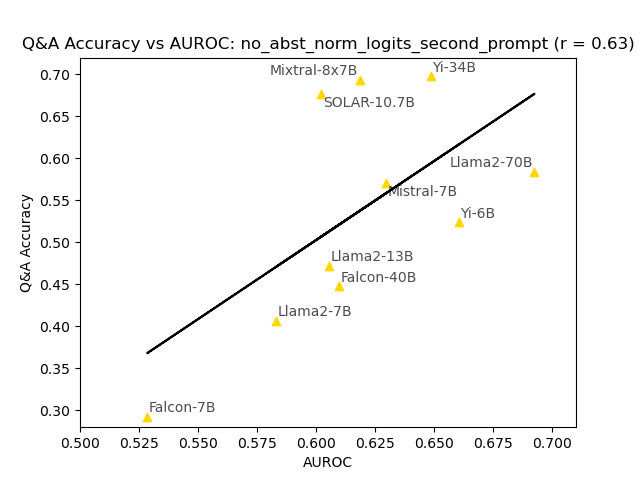 Q&A Accuracy vs AUROC: no_abst_norm_logits_second_prompt (r = 0.63)
Q&A Accuracy
0.70
0.65
0.60
0.55
0.50
0.45
0.40
0.35
0.30
Mixtral-8x7B
Yi-34B
SOLAR-10.7B
Llama2-70B
Mistral-7B
Yi-6B
Llama2-13B
Falcon-40B
Llama2-7B
Falcon-7B
0.500
0.525
0.550
0.575
0.600
0.625
0.650
0.675
0.700
AUROC